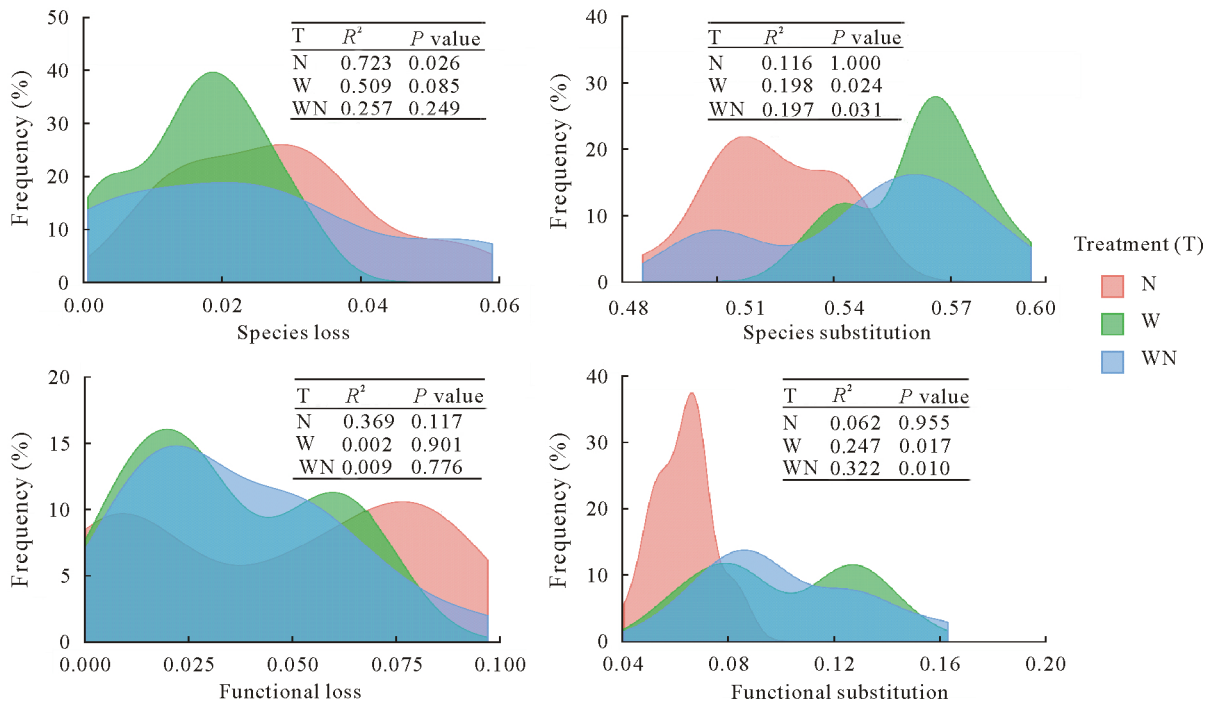 50
40
30
20
10
0
Frequency (%)
T R² P value
N 0.723 0.026
W 0.509 0.085
WN 0.257 0.249
0.00 0.02 0.04 0.06
Species loss
40
30
20
10
0
Frequency (%)
T R² P value
N 0.116 1.000
W 0.198 0.024
WN 0.197 0.031
0.48 0.51 0.54 0.57 0.60
Species substitution
Treatment (T)
N
W
WN
20
15
10
5
0
Frequency (%)
T R² P value
N 0.369 0.117
W 0.002 0.901
WN 0.009 0.776
0.000 0.025 0.050 0.075 0.100
Functional loss
40
30
20
10
0
Frequency (%)
T R² P value
N 0.062 0.955
W 0.247 0.017
WN 0.322 0.010
0.04 0.08 0.12 0.16 0.20
Functional substitution